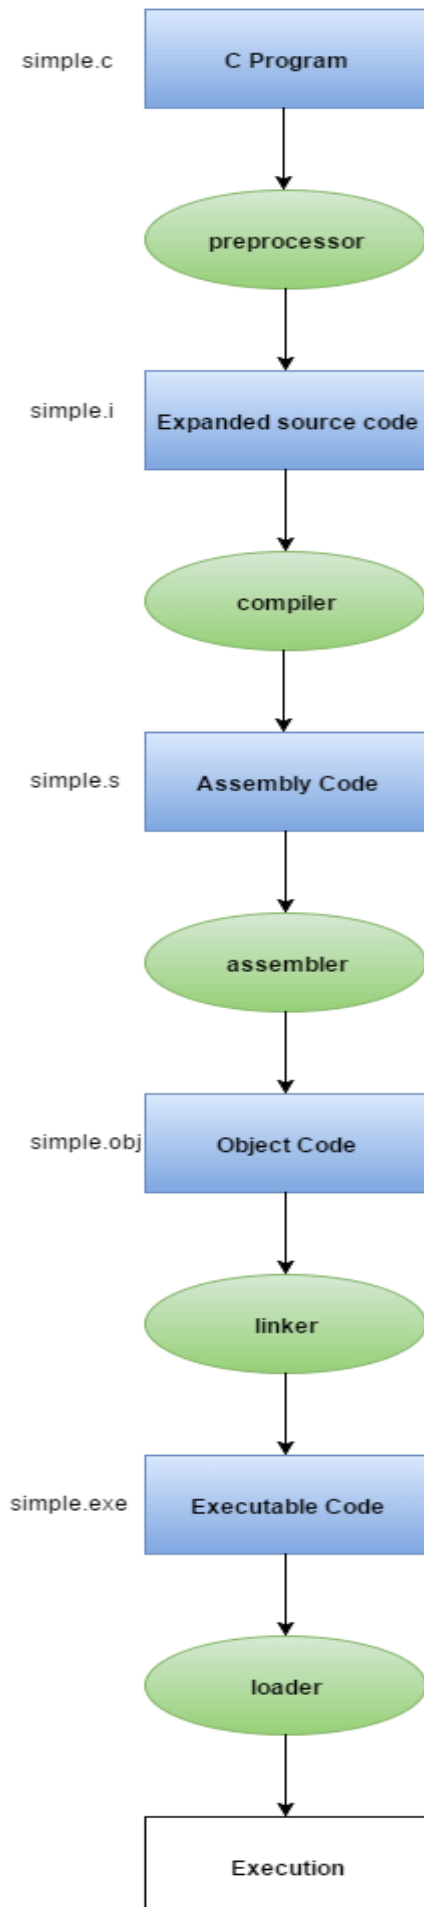 simple.c
C Program
preprocessor
simple.i
Expanded source code
compiler
simple.s
Assembly Code
assembler
simple.obj
Object Code
linker
simple.exe
Executable Code
loader
Execution